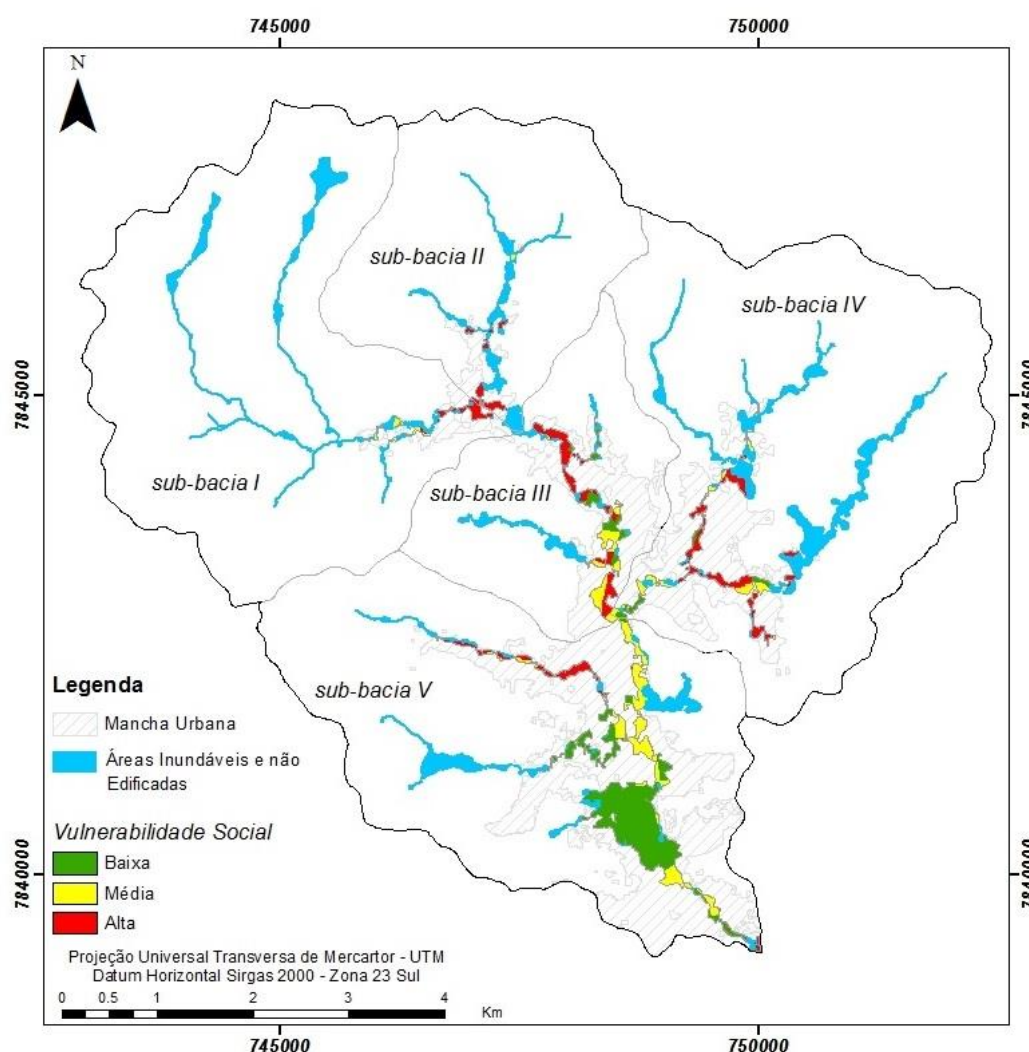 745000
750000
N
sub-bacia II
sub-bacia IV
7845000
7845000
sub-bacia I
sub-bacia III
sub-bacia V
Legenda
Mancha Urbana
Áreas Inundáveis e não
Edificadas
Vulnerabilidade Social
Baixa
Média
Alta
7840000
7840000
Projeção Universal Transversa de Mercartor - UTM
Datum Horizontal Sirgas 2000 - Zona 23 Sul
0 0.5 1 2 3 4
Km
745000
750000